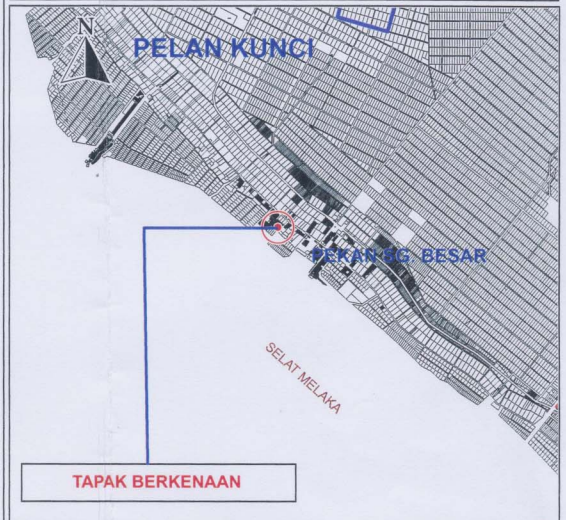 N
PELAN KUNCI
PEKAN SG. BESAR
SELAT MELAKA
TAPAK BERKENAAN